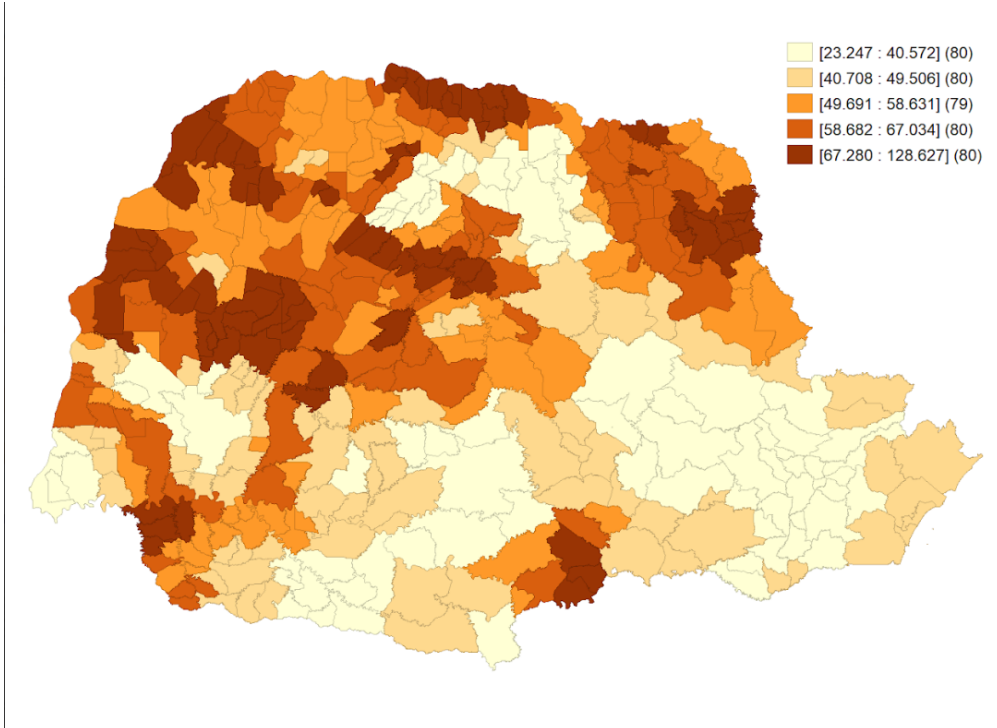 [23.247 : 40.572] (80)
[40.708 : 49.506] (80)
[49.691 : 58.631] (79)
[58.682 : 67.034] (80)
[67.280 : 128.627] (80)